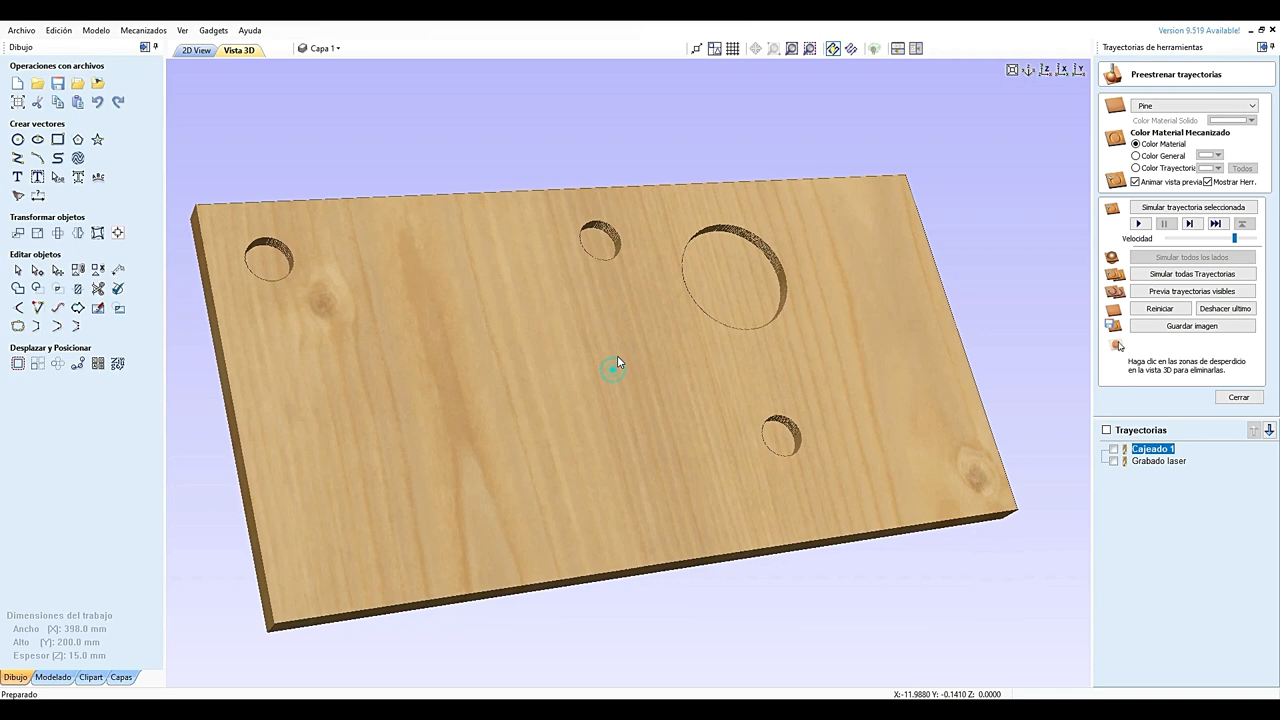 Archivo Edición Modelo Mecanizados Ver Gadgets Ayuda Version 9.519 Available!
Dibujo
2D View Vista 3D Capa 1
Trayectorias de herramientas
Operaciones con archivos
Crear vectores
Transformar objetos
Editar objetos
Desplazar y Posicionar
Dimensiones del trabajo
Ancho (X): 398.0 mm
Alto (Y): 200.0 mm
Espesor (Z): 15.0 mm
Dibujo Modelado Clipart Capas
Preparado
X:-11.9880 Y: -0.1410 Z: 0.0000
Z X Y
Preestrenar trayectorias
Pine
Color Material Solido
Color Material Mecanizado
Color Material
Color General
Color Trayectoria Todos
Animar vista previa Mostrar Herr.
Simular trayectoria seleccionada
Velocidad
Simular todos los lados
Simular todas Trayectorias
Previa trayectorias visibles
Reiniciar Deshacer ultimo
Guardar imagen
Haga clic en las zonas de desperdicio
en la vista 3D para eliminarlas.
Cerrar
Trayectorias
Cajeado 1
Grabado laser